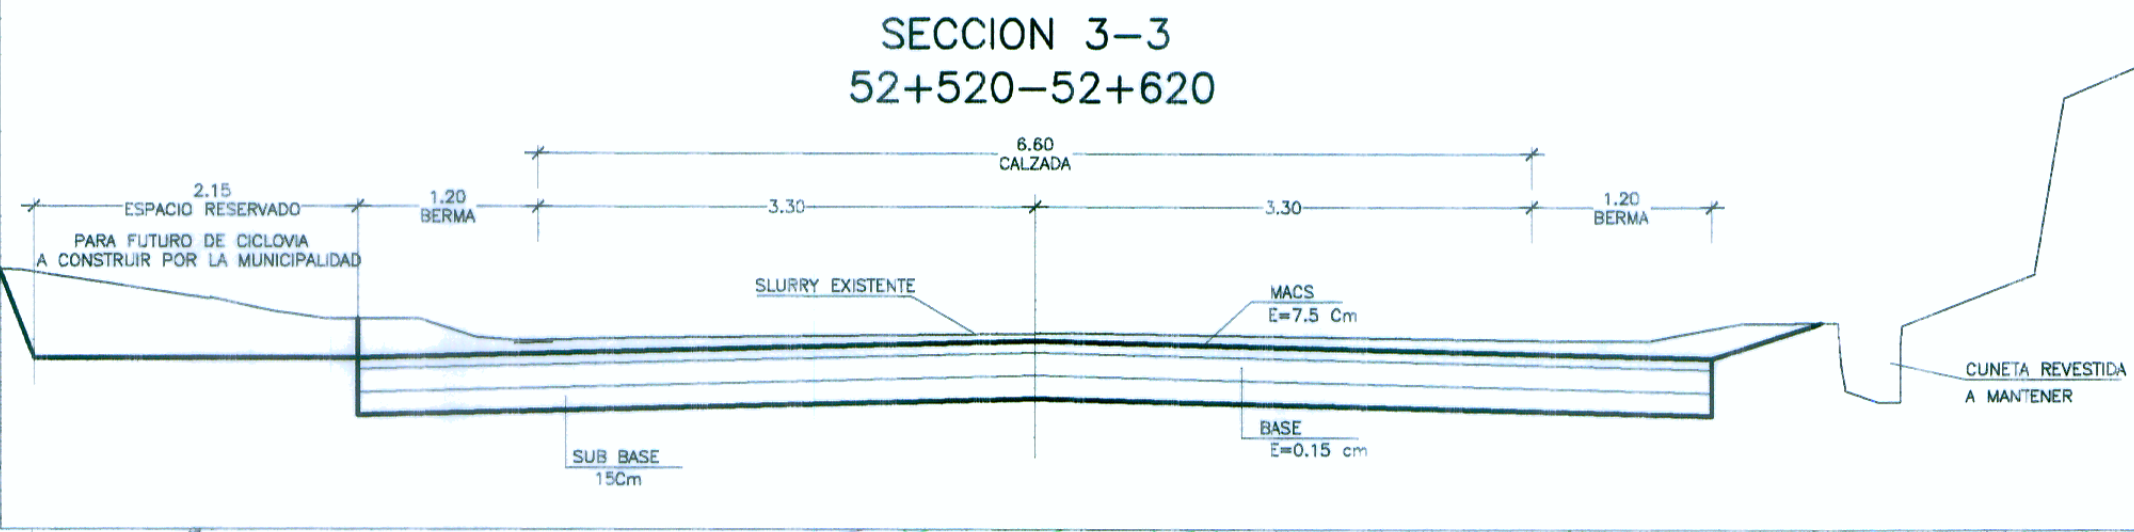 SECCION 3-3
52+520-52+620
6.60
CALZADA
2.15
ESPACIO RESERVADO
PARA FUTURO DE CICLOVIA
A CONSTRUIR POR LA MUNICIPALIDAD
1.20
BERMA
3.30
3.30
1.20
BERMA
SLURRY EXISTENTE
MACS
E=7.5 Cm
CUNETA REVESTIDA
A MANTENER
BASE
E=0.15 cm
SUB BASE
15Cm